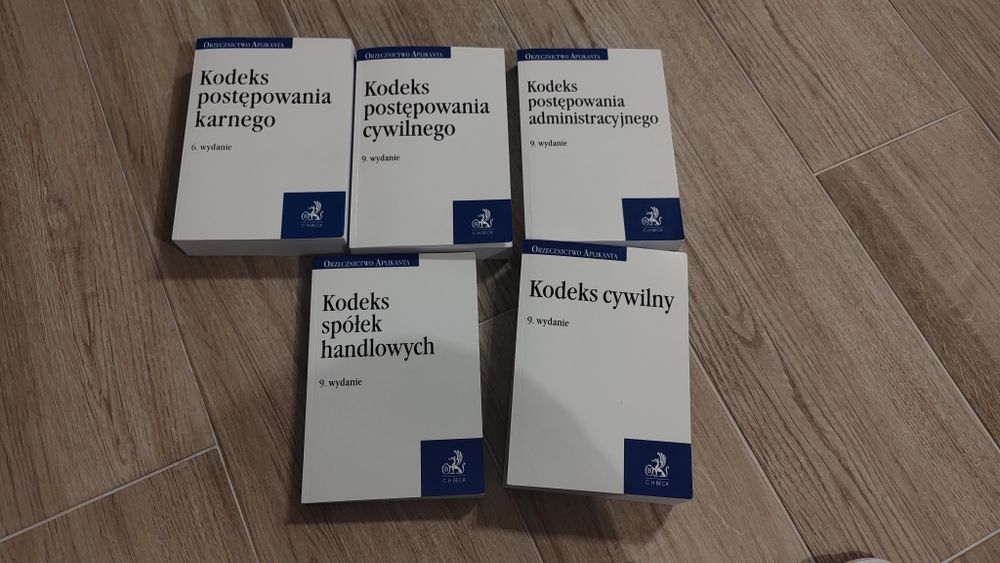 Orzecznictwo Aplikanta
Kodeks
postępowania
karnego
6. wydanie
C.H.BECK
Orzecznictwo Aplikanta
Kodeks
postępowania
cywilnego
9. wydanie
C.H.BECK
Orzecznictwo Aplikanta
Kodeks
postępowania
administracyjnego
9. wydanie
C.H.BECK
Orzecznictwo Aplikanta
Kodeks
spółek
handlowych
9. wydanie
C.H.BECK
Orzecznictwo Aplikanta
Kodeks cywilny
9. wydanie
C.H.BECK